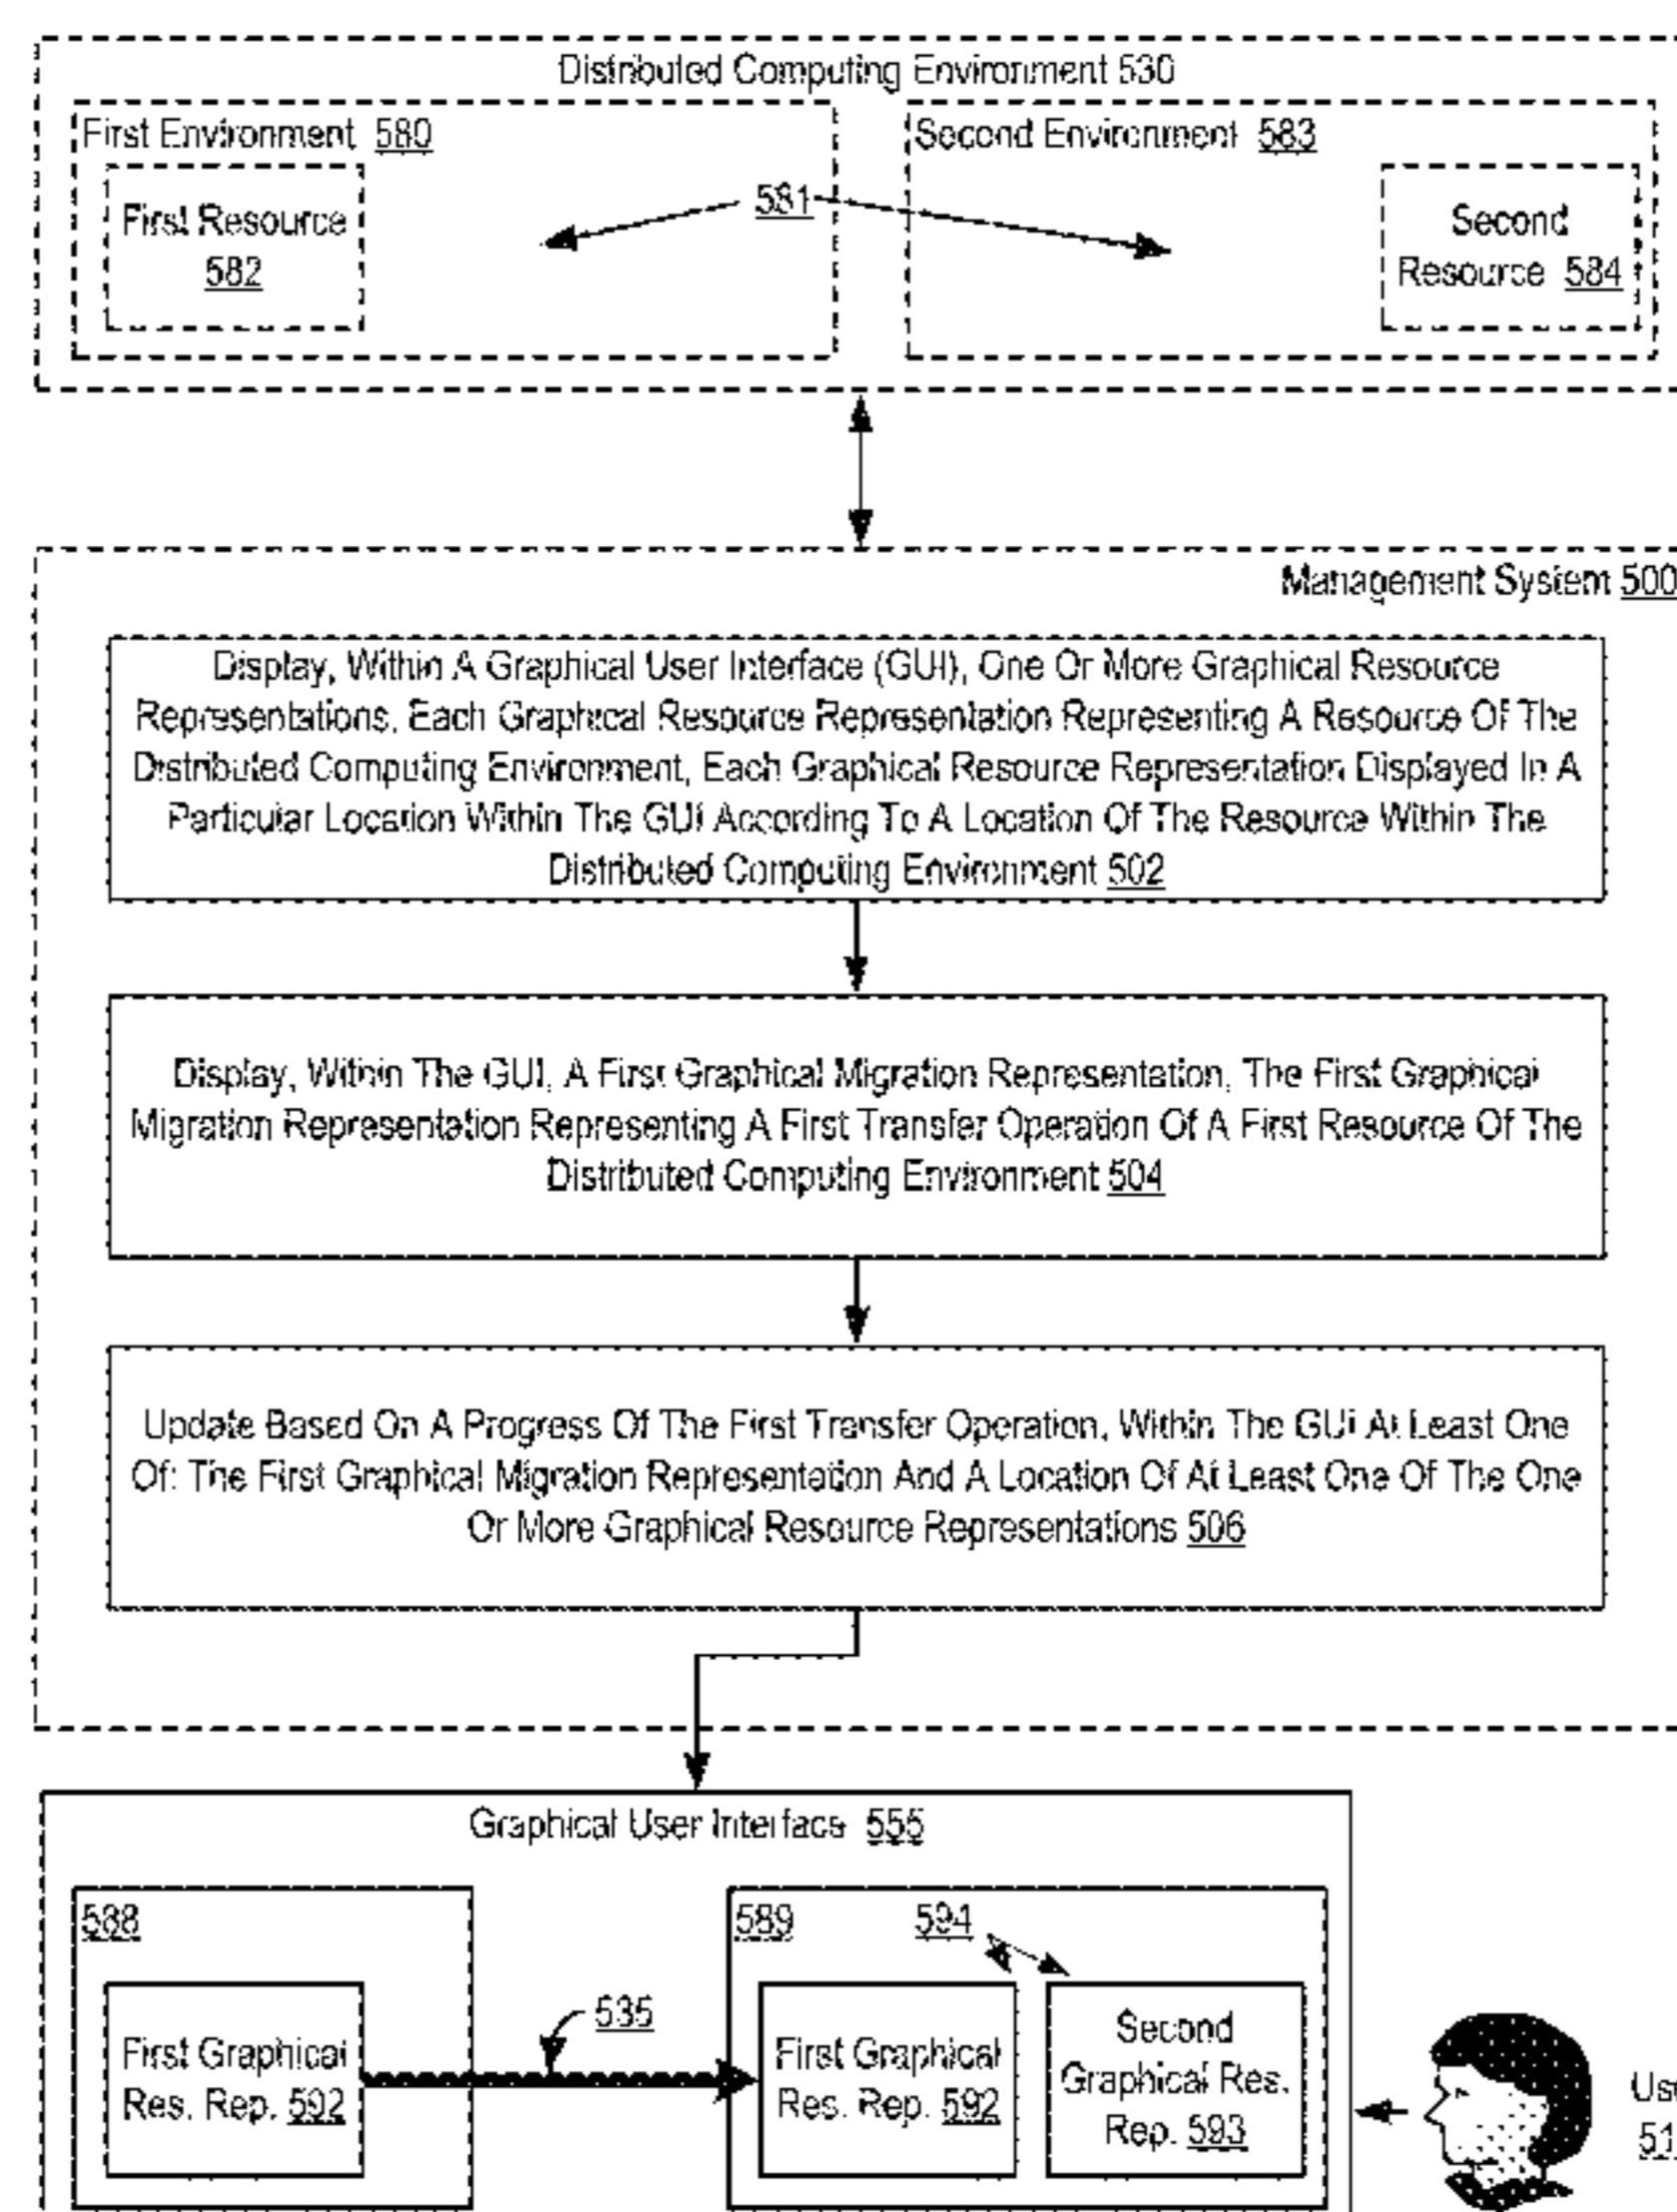 Distributed Computing Environment 530
First Environment 580
Second Environment 583
First Resource
582
581
Second
Resource 584
Management System 500
Display, Within A Graphical User Interface (GUI), One Or More Graphical Resource
Representations, Each Graphical Resource Representation Representing A Resource Of The
Distributed Computing Environment, Each Graphical Resource Representation Displayed In A
Particular Location Within The GUI According To A Location Of The Resource Within The
Distributed Computing Environment 502
Display, Within The GUI, A First Graphical Migration Representation, The First Graphical
Migration Representation Representing A First Transfer Operation Of A First Resource Of The
Distributed Computing Environment 504
Update Based On A Progress Of The First Transfer Operation, Within The GUI At Least One
Of: The First Graphical Migration Representation And A Location Of At Least One Of The One
Or More Graphical Resource Representations 506
Graphical User Interface 555
588
589
594
First Graphical
Res. Rep. 592
535
First Graphical
Res. Rep. 592
Second
Graphical Res.
Rep. 593